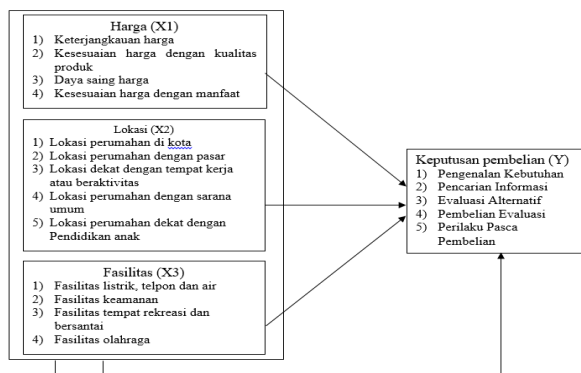 Harga (X1)
1) Keterjangkauan harga
2) Kesesuaian harga dengan kualitas
produk
3) Daya saing harga
4) Kesesuaian harga dengan manfaat
Lokasi (X2)
1) Lokasi perumahan di kota
2) Lokasi perumahan dengan pasar
3) Lokasi dekat dengan tempat kerja
atau beraktivitas
4) Lokasi perumahan dengan sarana
umum
5) Lokasi perumahan dekat dengan
Pendidikan anak
Fasilitas (X3)
1) Fasilitas listrik, telpon dan air
2) Fasilitas keamanan
3) Fasilitas tempat rekreasi dan
bersantai
4) Fasilitas olahraga
Keputusan pembelian (Y)
1) Pengenalan Kebutuhan
2) Pencarian Informasi
3) Evaluasi Alternatif
4) Pembelian Evaluasi
5) Perilaku Pasca
Pembelian